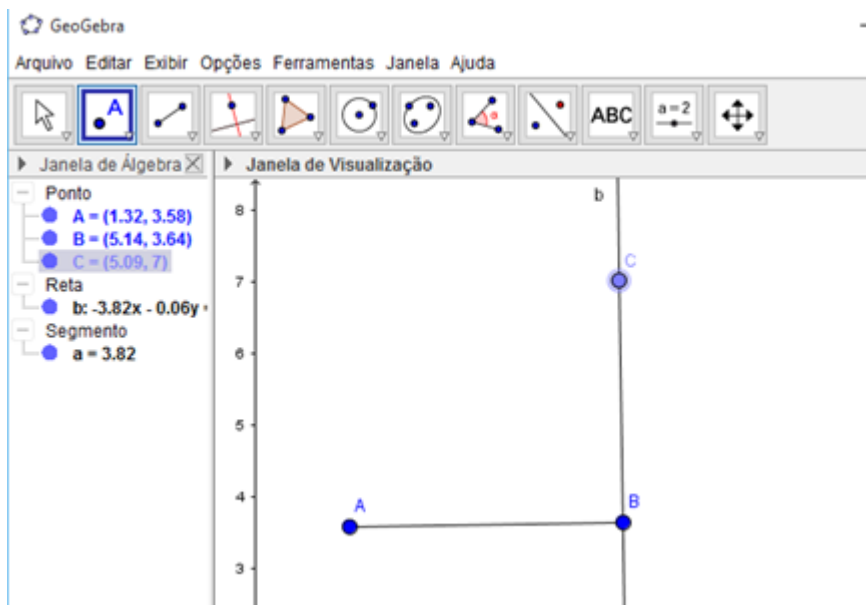 GeoGebra
Arquivo Editar Exibir Opções Ferramentas Janela Ajuda
A ABC a=2
Janela de Álgebra
Ponto
A = (1.32, 3.58)
B = (5.14, 3.64)
C = (5.09, 7)
Reta
b: -3.82x - 0.06y
Segmento
a = 3.82
Janela de Visualização
b
8
C
7
6
5
4
A
B
3